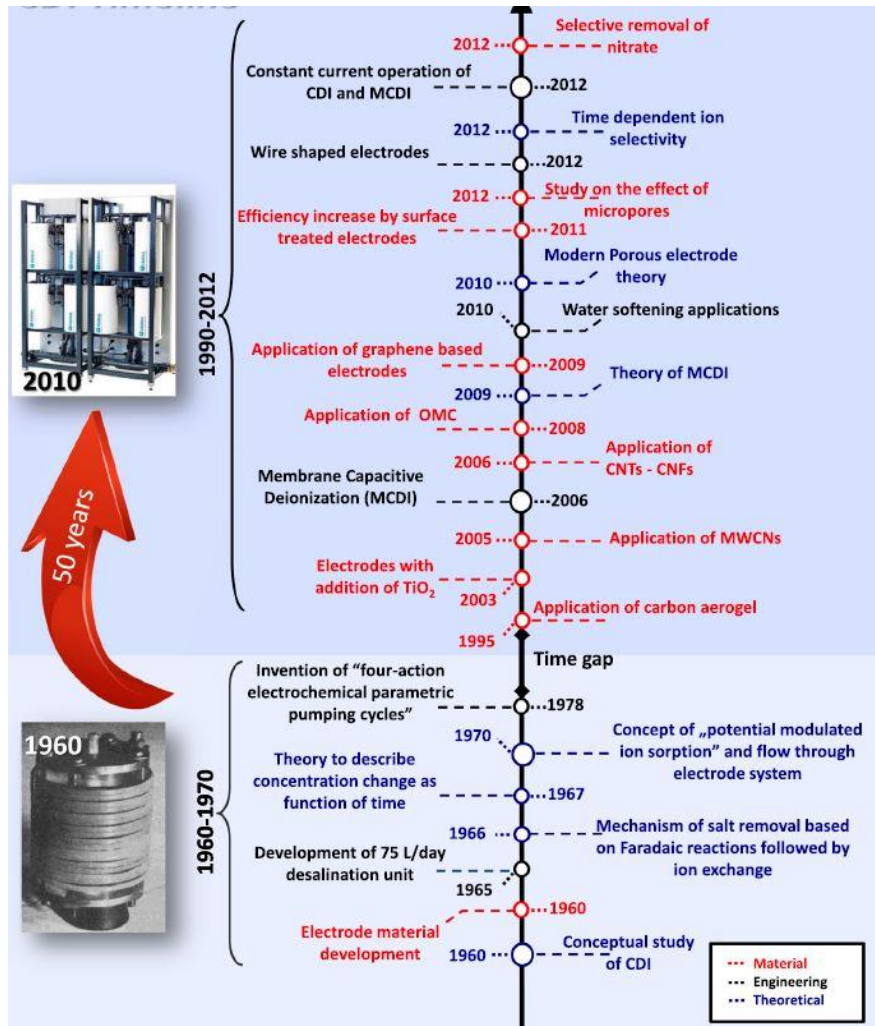 Selective removal of
nitrate
2012
Constant current operation of
CDI and MCDI
2012
Time dependent ion
selectivity
2012
Wire shaped electrodes
2012
2012
Study on the effect of
micropores
Efficiency increase by surface
treated electrodes
2011
Modern Porous electrode
theory
2010
2010
Water softening applications
Application of graphene based
electrodes
2009
Theory of MCDI
2009
Application of OMC
2008
Application of
CNTs - CNFs
2006
Membrane Capacitive
Deionization (MCDI)
2006
2005
Application of MWCNs
Electrodes with
addition of TiO₂
2003
Application of carbon aerogel
1995
1990-2012
2010
50 years
Time gap
Invention of “four-action
electrochemical parametric
pumping cycles”
1978
1970
Concept of „potential modulated
ion sorption” and flow through
electrode system
Theory to describe
concentration change as
function of time
1967
1966
Mechanism of salt removal based
on Faradaic reactions followed by
ion exchange
Development of 75 L/day
desalination unit
1965
Electrode material
development
1960
1960
Conceptual study
of CDI
1960-1970
1960
Material
Engineering
Theoretical